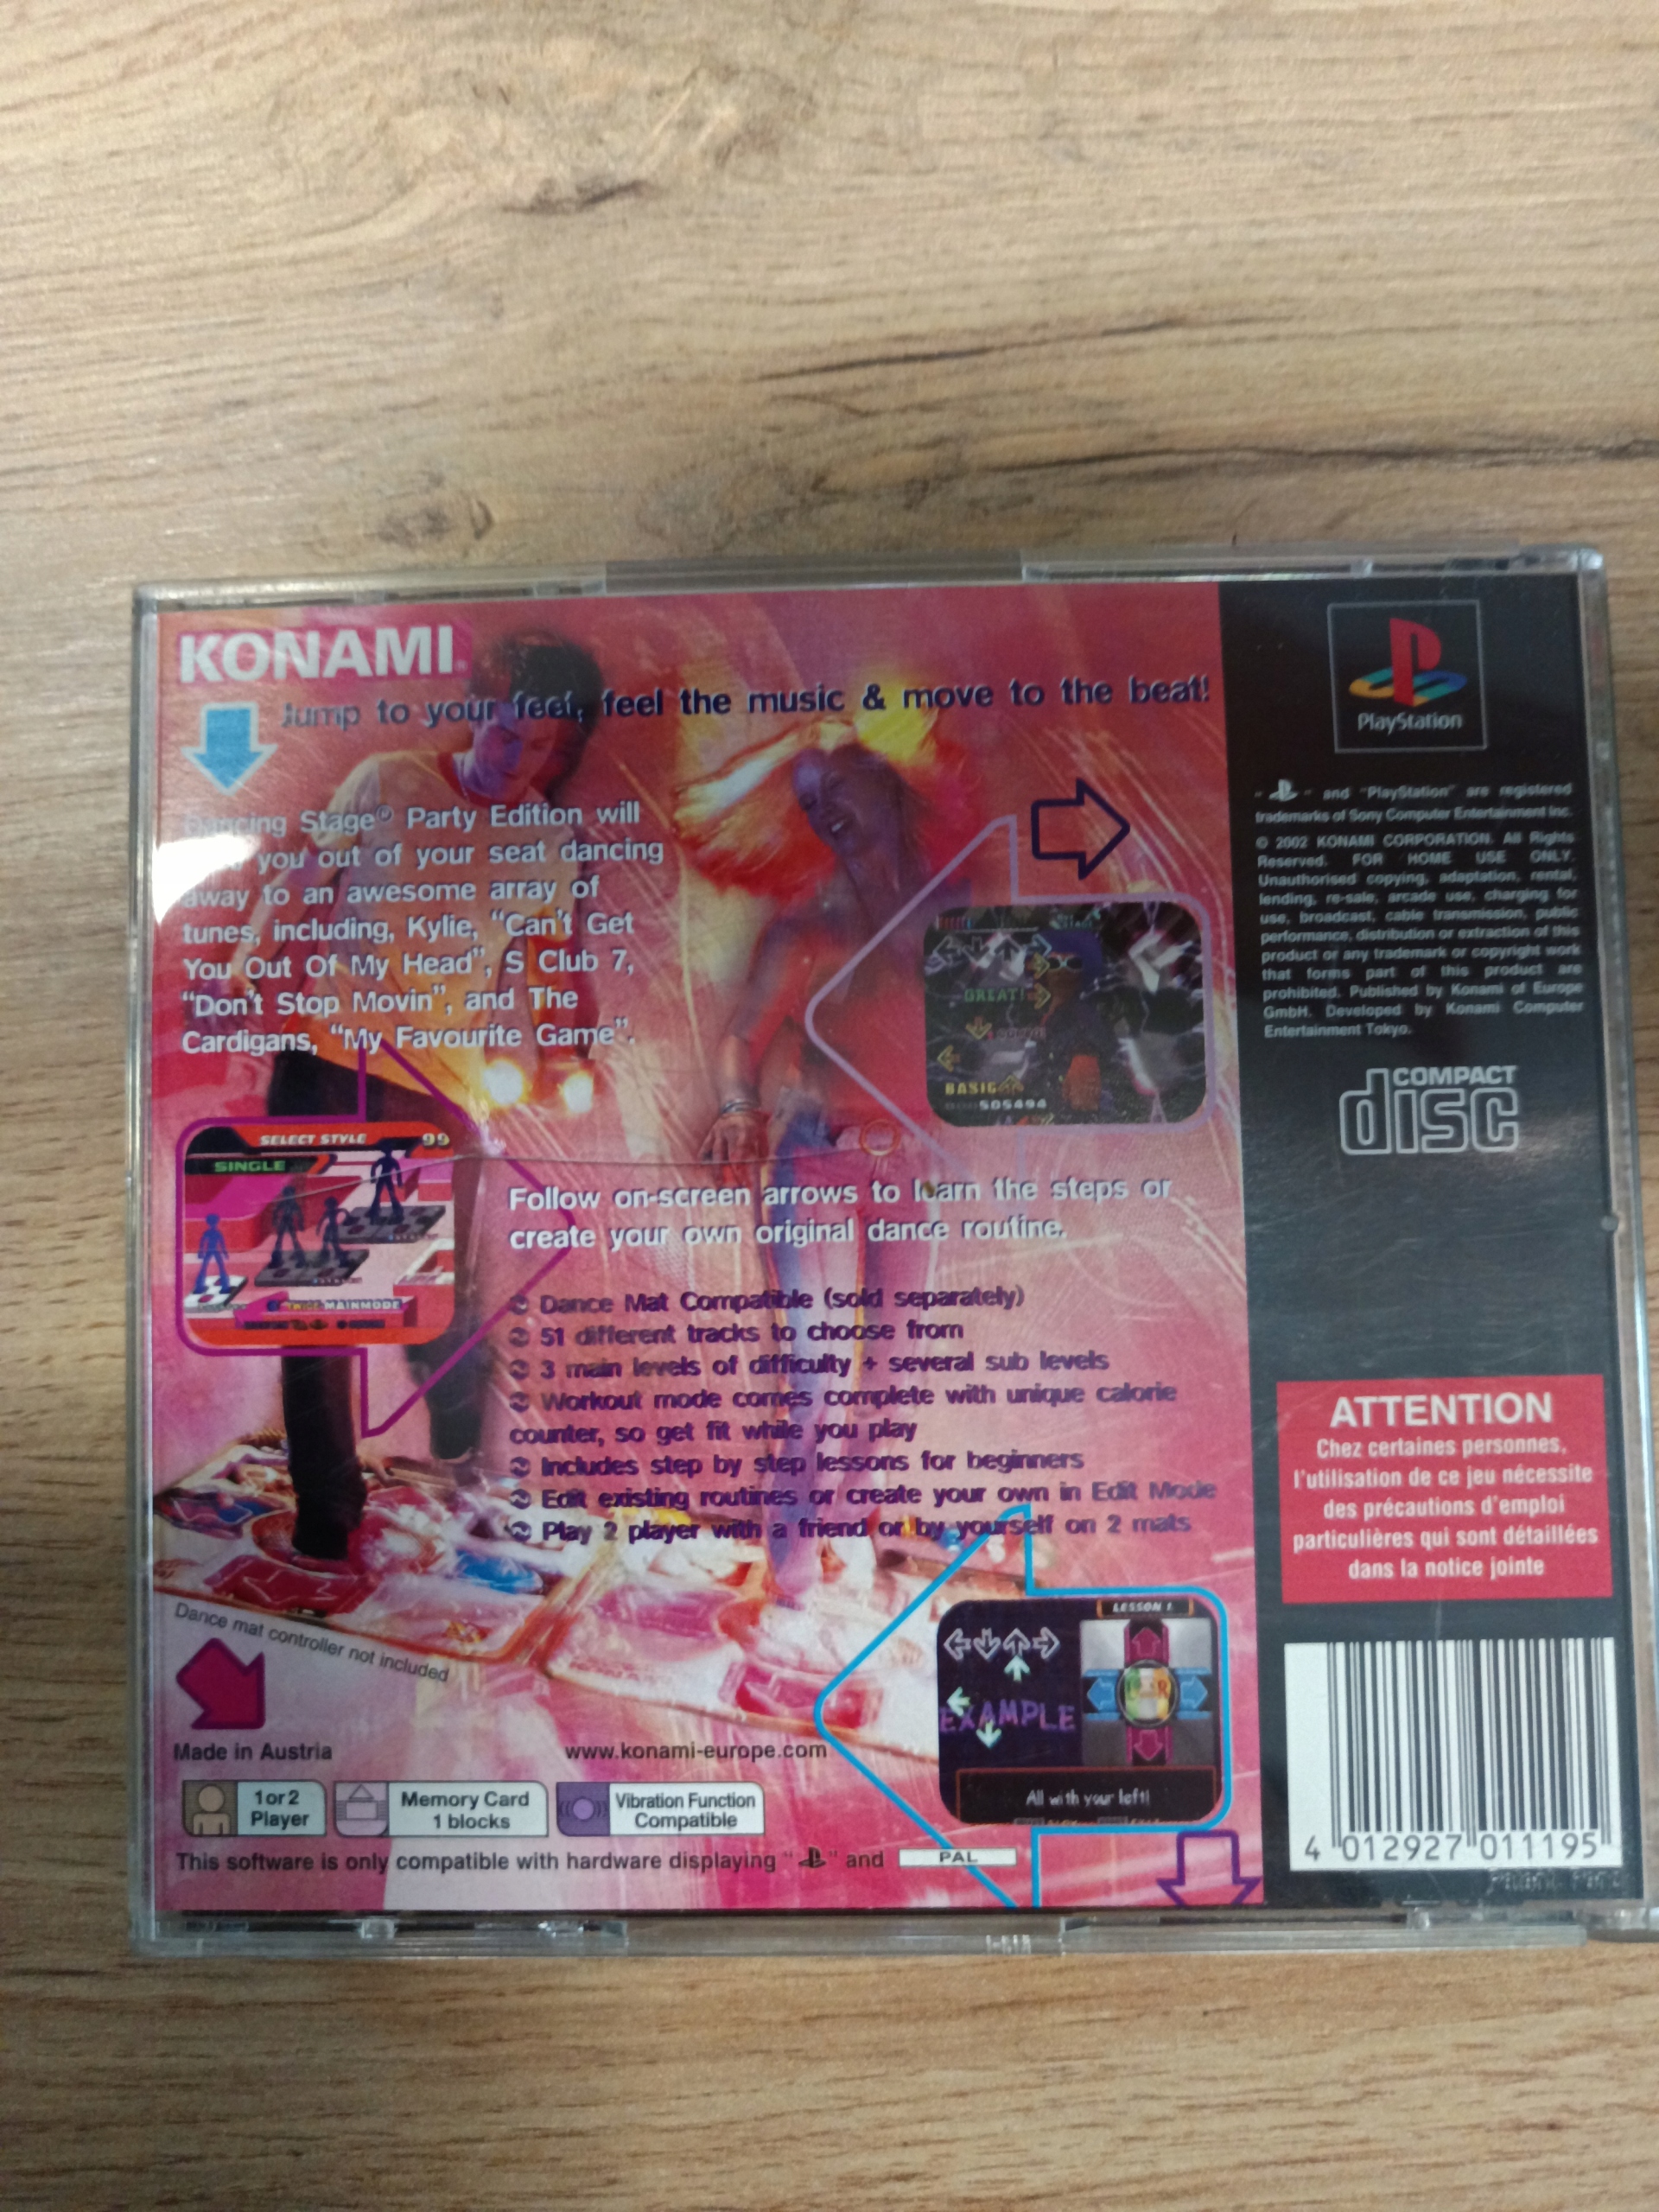 KONAMI®
Jump to your feet, feel the music & move to the beat!
Dancing Stage® Party Edition will
you out of your seat dancing
away to an awesome array of
tunes, including, Kylie, “Can't Get
You Out Of My Head”, S Club 7,
“Don't Stop Movin”, and The
Cardigans, “My Favourite Game”.
GREAT!
BASIC
505494
SELECT STYLE 99
SINGLE
MAINMODE
Follow on-screen arrows to learn the steps or
create your own original dance routine.
Dance Mat Compatible (sold separately)
51 different tracks to choose from
3 main levels of difficulty + several sub levels
Workout mode comes complete with unique calorie
counter, so get fit while you play
Includes step by step lessons for beginners
Edit existing routines or create your own in Edit Mode
Play 2 player with a friend or by yourself on 2 mats
Dance mat controller not included
LESSON 1
EXAMPLE
All with your left!
Made in Austria
www.konami-europe.com
1 or 2
Player
Memory Card
1 blocks
Vibration Function
Compatible
This software is only compatible with hardware displaying “ ” and PAL
PlayStation
“ ” and “PlayStation” are registered
trademarks of Sony Computer Entertainment Inc.
© 2002 KONAMI CORPORATION. All Rights
Reserved. FOR HOME USE ONLY.
Unauthorised copying, adaptation, rental,
lending, re-sale, arcade use, charging for
use, broadcast, cable transmission, public
performance, distribution or extraction of this
product or any trademark or copyright work
that forms part of this product are
prohibited. Published by Konami of Europe
GmbH. Developed by Konami Computer
Entertainment Tokyo.
COMPACT
disc
ATTENTION
Chez certaines personnes,
l'utilisation de ce jeu nécessite
des précautions d'emploi
particulières qui sont détaillées
dans la notice jointe
4 012927 011195